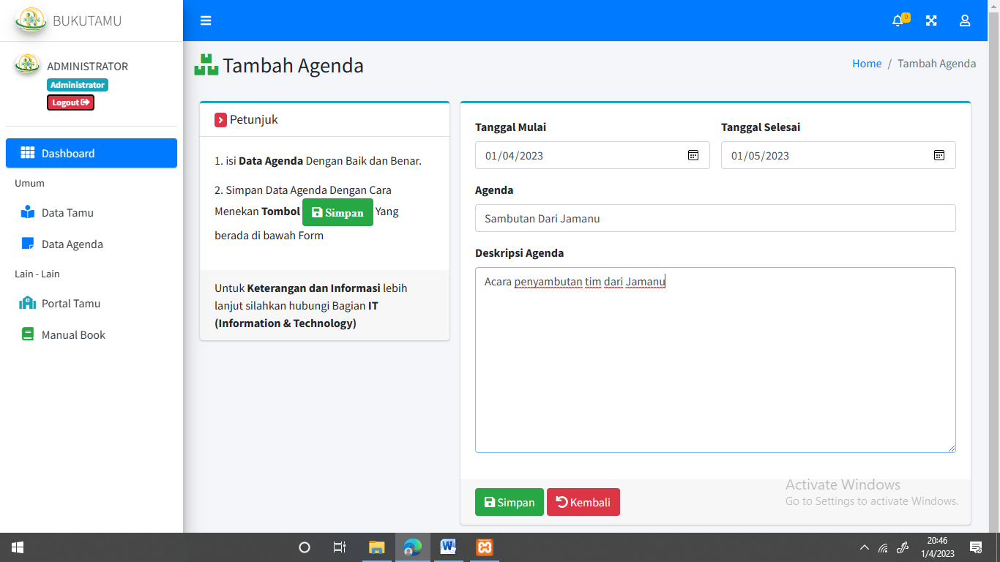 BUKUTAMU
ADMINISTRATOR
Administrator
Logout
Dashboard
Umum
Data Tamu
Data Agenda
Lain - Lain
Portal Tamu
Manual Book
0
Tambah Agenda
Home / Tambah Agenda
Petunjuk
1. isi Data Agenda Dengan Baik dan Benar.
2. Simpan Data Agenda Dengan Cara
Menekan Tombol Simpan Yang
berada di bawah Form
Untuk Keterangan dan Informasi lebih
lanjut silahkan hubungi Bagian IT
(Information & Technology)
Tanggal Mulai
01/04/2023
Tanggal Selesai
01/05/2023
Agenda
Sambutan Dari Jamanu
Deskripsi Agenda
Acara penyambutan tim dari Jamanu
Simpan
Kembali
Activate Windows
Go to Settings to activate Windows.
20:46
1/4/2023